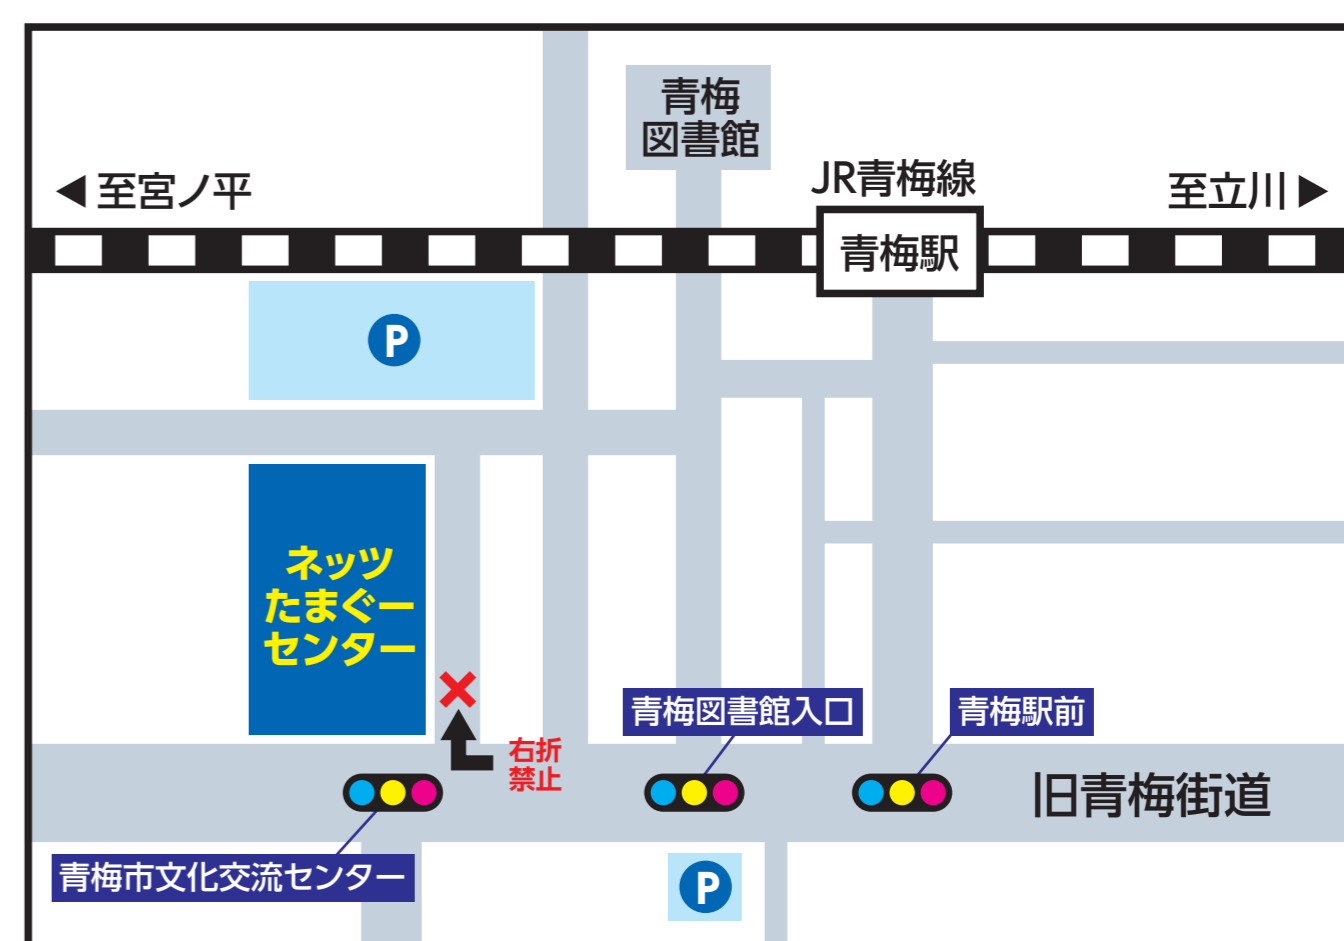 青梅
図書館
◀至宮ノ平
JR青梅線
至立川▶
青梅駅
P
ネッツ
たまぐー
センター
青梅図書館入口
青梅駅前
右折
禁止
旧青梅街道
青梅市文化交流センター
P